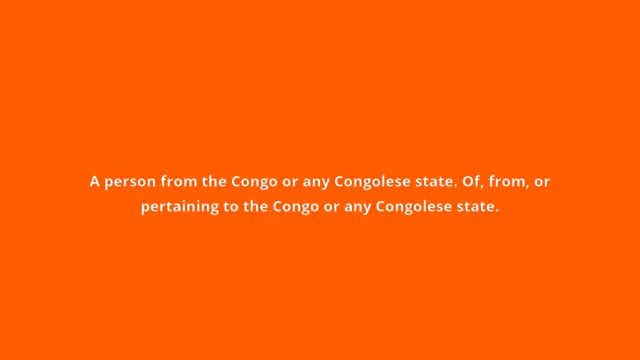 A person from the Congo or any Congolese state. Of, from, or
pertaining to the Congo or any Congolese state.